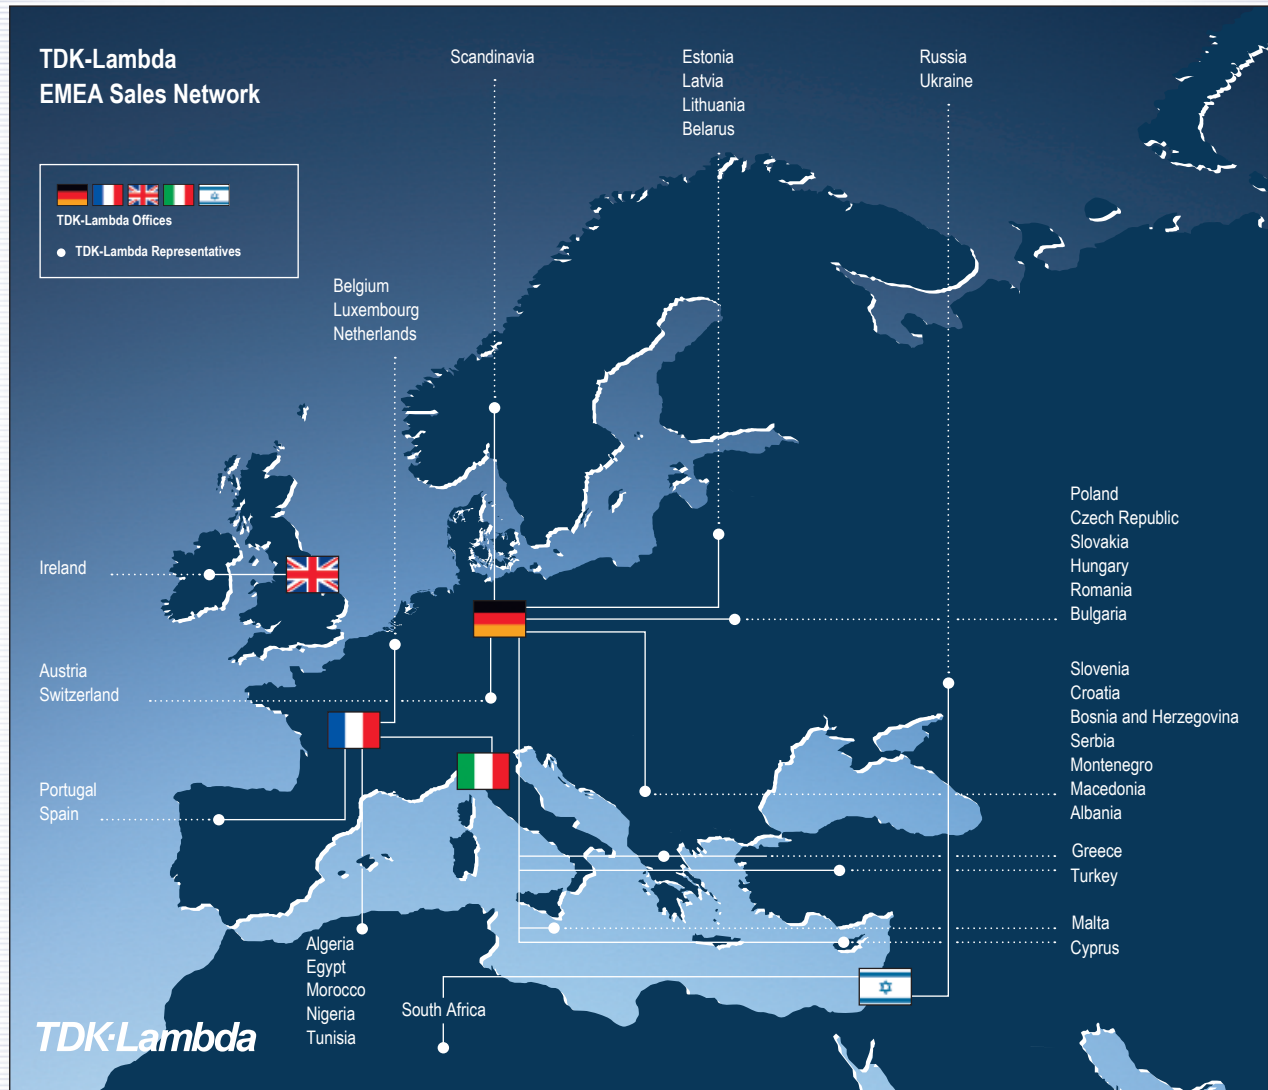 TDK-Lambda
EMEA Sales Network
TDK-Lambda Offices
TDK-Lambda Representatives
Scandinavia
Estonia
Latvia
Lithuania
Belarus
Russia
Ukraine
Belgium
Luxembourg
Netherlands
Ireland
Austria
Switzerland
Portugal
Spain
Poland
Czech Republic
Slovakia
Hungary
Romania
Bulgaria
Slovenia
Croatia
Bosnia and Herzegovina
Serbia
Montenegro
Macedonia
Albania
Greece
Turkey
Malta
Cyprus
Algeria
Egypt
Morocco
Nigeria
Tunisia
South Africa
TDK·Lambda